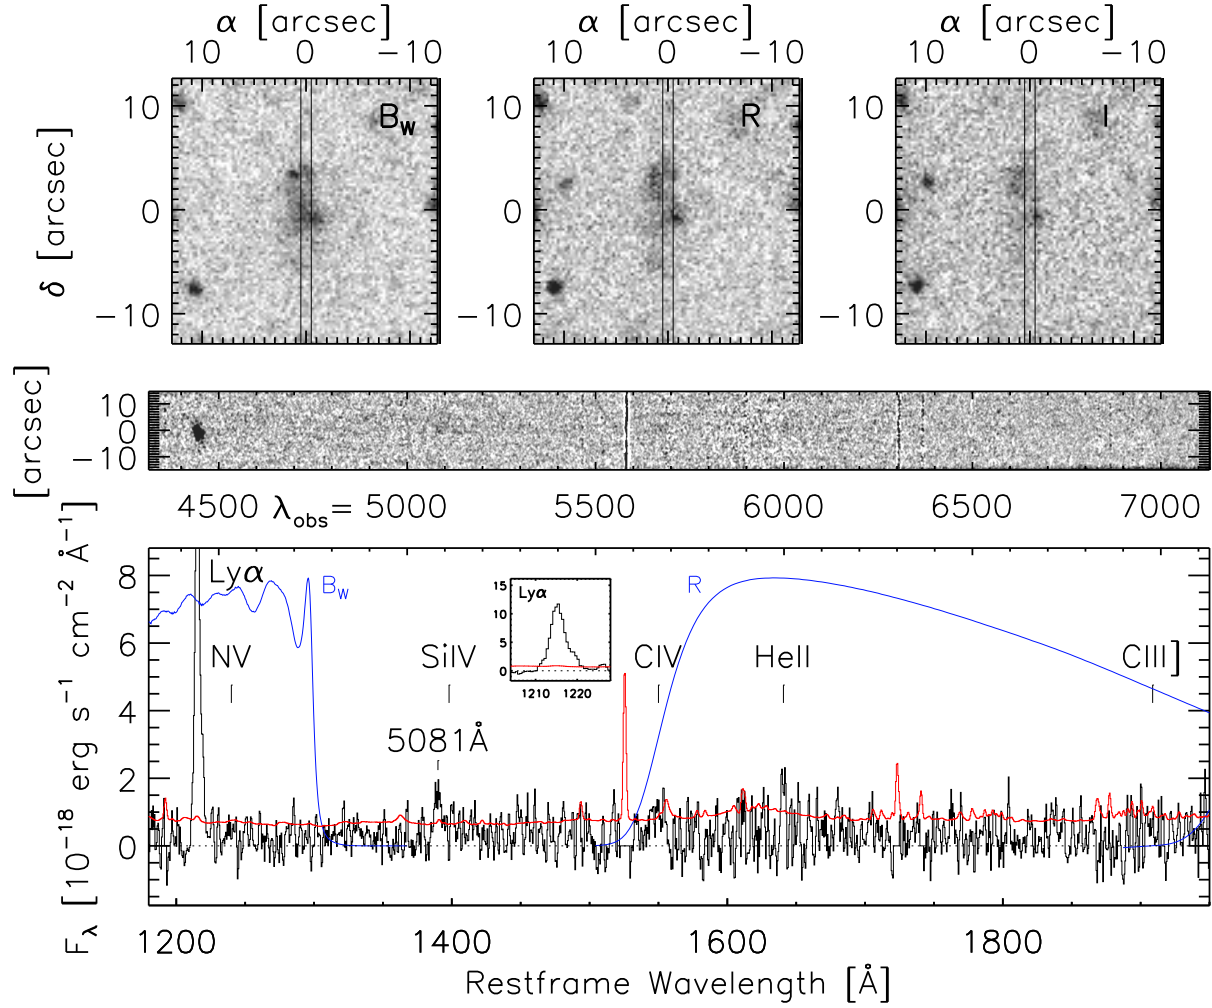 α [arcsec] α [arcsec] α [arcsec]
10 0 −10 10 0 −10 10 0 −10
10 B_W R I
δ [arcsec] 0 0 0
−10 −10 −10
[arcsec]
10
0
−10
4500 λ_obs= 5000 5500 6000 6500 7000
F_λ [10^−18 erg s^−1 cm^−2 Å^−1]
8
6
4
2
0
Lyα
B_W
R
NV
SiIV
CIV
HeII
CIII]
5081Å
Lyα
15
10
5
0
1210 1220
1200 1400 1600 1800
Restframe Wavelength [Å]